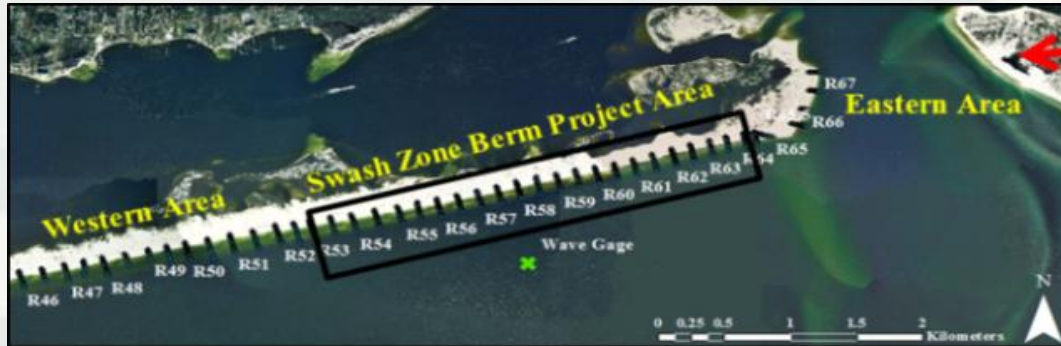 R67
Eastern Area
R66
R65
R64
R63
R62
R61
R60
R59
R58
R57
R56
R55
R54
R53
Swash Zone Berm Project Area
Western Area
R52
R51
R50
R49
R48
R47
R46
Wave Gage
N
0 0.25 0.5 1 1.5 2
Kilometers